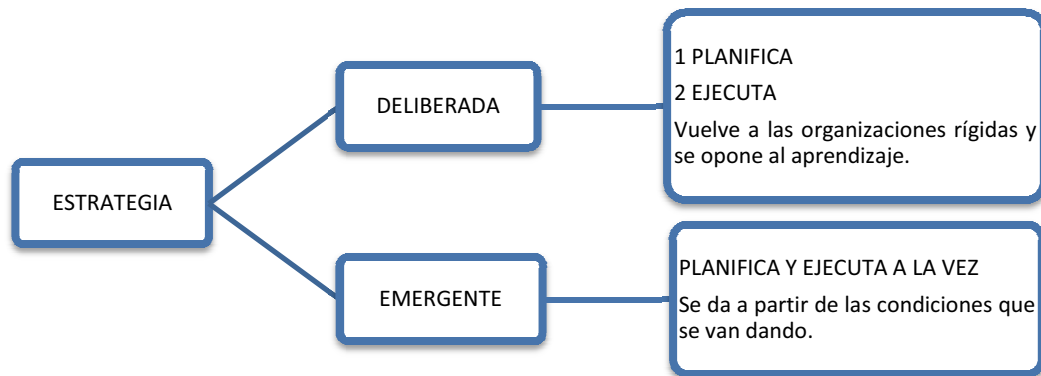 ESTRATEGIA
DELIBERADA
1 PLANIFICA
2 EJECUTA
Vuelve a las organizaciones rígidas y
se opone al aprendizaje.
EMERGENTE
PLANIFICA Y EJECUTA A LA VEZ
Se da a partir de las condiciones que
se van dando.